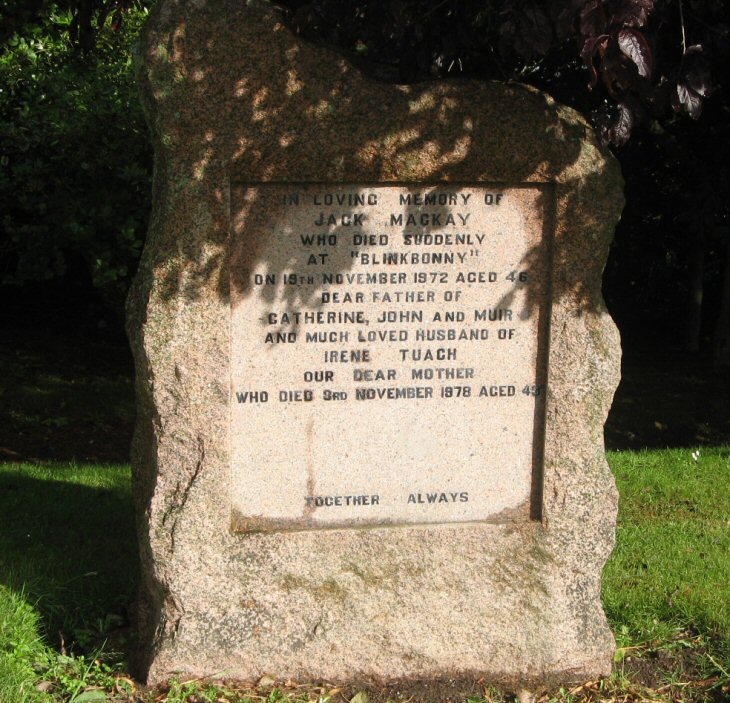 IN LOVING MEMORY OF
JACK MACKAY
WHO DIED SUDDENLY
AT "BLINKBONNY"
ON 19TH NOVEMBER 1972 AGED 46
DEAR FATHER OF
CATHERINE, JOHN AND MUIR
AND MUCH LOVED HUSBAND OF
IRENE TUACH
OUR DEAR MOTHER
WHO DIED 3RD NOVEMBER 1978 AGED
TOGETHER ALWAYS